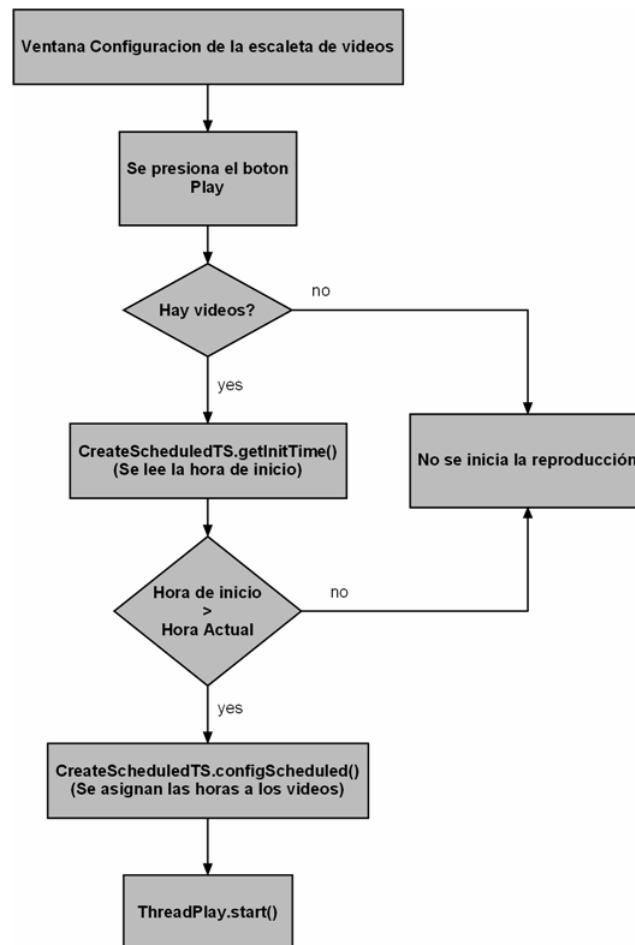 Ventana Configuracion de la escaleta de videos
Se presiona el boton
Play
Hay videos?
no
yes
CreateScheduledTS.getInitTime()
(Se lee la hora de inicio)
No se inicia la reproducción
Hora de inicio
>
Hora Actual
no
yes
CreateScheduledTS.configScheduled()
(Se asignan las horas a los videos)
ThreadPlay.start()